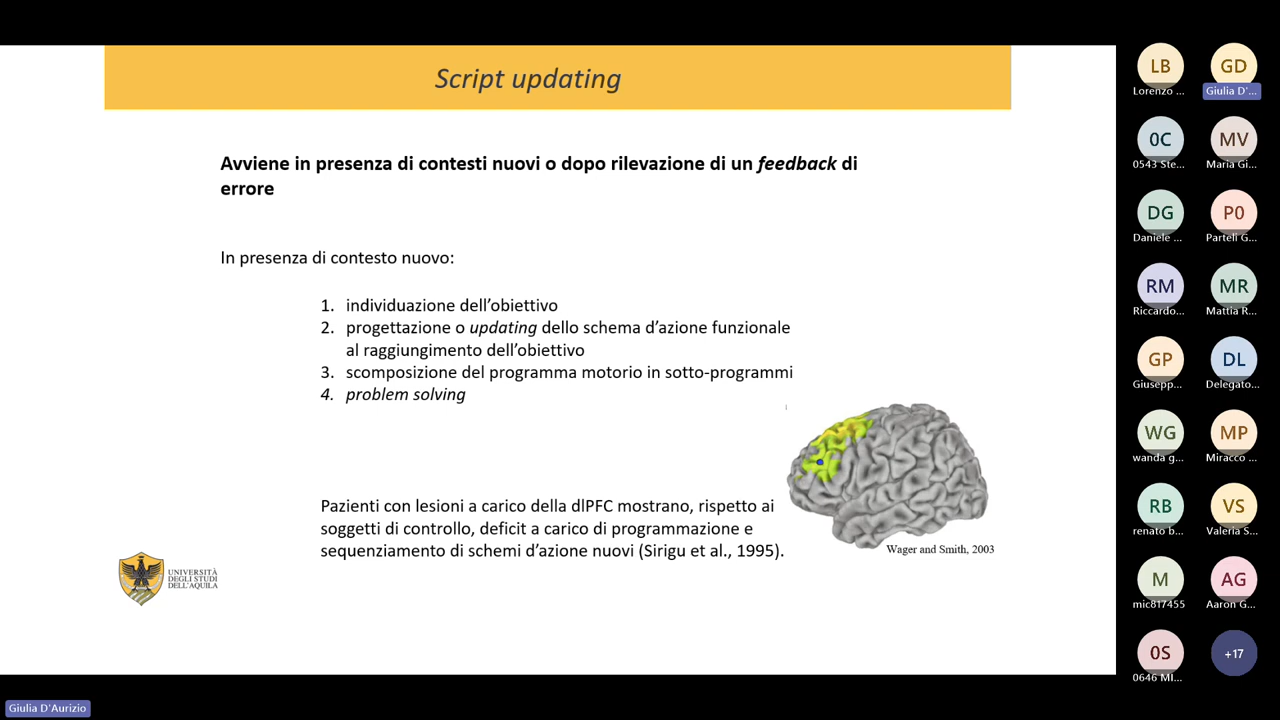 Script updating
Avviene in presenza di contesti nuovi o dopo rilevazione di un feedback di
errore
In presenza di contesto nuovo:
1. individuazione dell'obiettivo
2. progettazione o updating dello schema d'azione funzionale
al raggiungimento dell'obiettivo
3. scomposizione del programma motorio in sotto-programmi
4. problem solving
Pazienti con lesioni a carico della dlPFC mostrano, rispetto ai
soggetti di controllo, deficit a carico di programmazione e
sequenziamento di schemi d'azione nuovi (Sirigu et al., 1995).
Wager and Smith, 2003
UNIVERSITÀ
DEGLI STUDI
DELL'AQUILA
LB
Lorenzo ...
GD
Giulia D'...
0C
0543 Ste...
MV
Maria Gi...
DG
Daniele ...
P0
Parteli G...
RM
Riccardo...
MR
Mattia R...
GP
Giusepp...
DL
Delegato...
WG
wanda g...
MP
Miracco ...
RB
renato b...
VS
Valeria S...
M
mic817455
AG
Aaron G...
0S
0646 MI...
+17
Giulia D'Aurizio